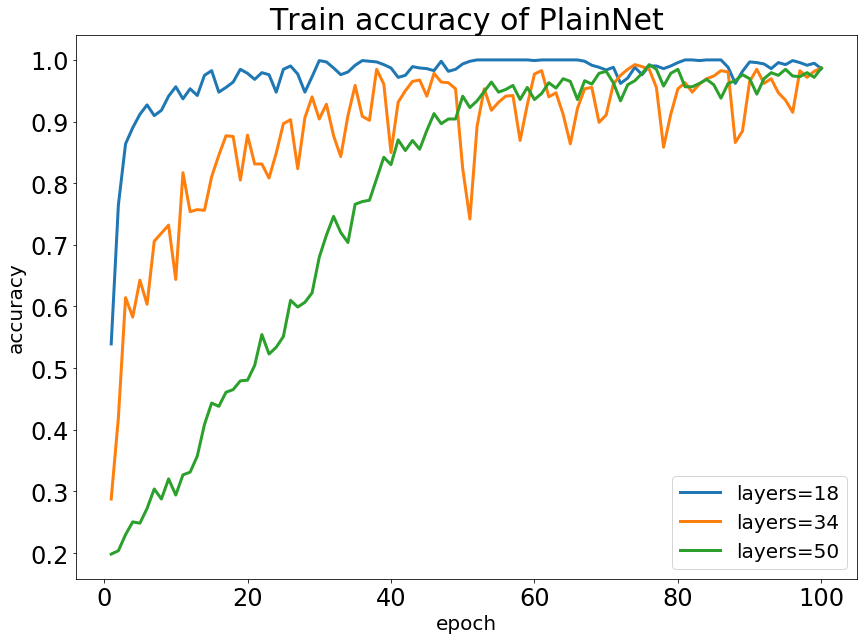 Train accuracy of PlainNet
1.0
0.9
0.8
0.7
0.6
0.5
0.4
0.3
0.2
accuracy
layers=18
layers=34
layers=50
0 20 40 60 80 100
epoch